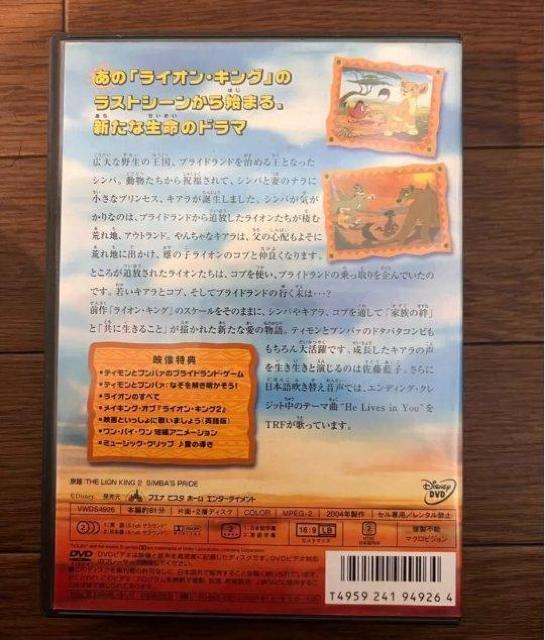 あの「ライオン・キング」の
ラストシーンから始まる、
新たな生命のドラマ
広大な野生の王国、プライドランドを治める王となった
シンバ。動物たちから祝福されて、シンバと妻のナラに
小さなプリンセス、キアラが誕生しました。シンバが気が
かりなのは、プライドランドから追放したライオンたちが棲む
荒れ地、アウトランド。やんちゃなキアラは、父の心配もよそに
荒れ地に出かけ、雄の子ライオンのコブと仲良くなります。
ところが追放されたライオンたちは、コブを使い、プライドランドの乗っ取りを企んでいたの
です。若いキアラとコブ、そしてプライドランドの行く末は…?
前作「ライオン・キング」のスケールをそのままに、シンバやキアラ、コブを通して「家族の絆」
と「共に生きること」が描かれた新たな愛の物語。ティモンとプンバァのドタバタコンビも
もちろん大活躍です。成長したキアラの声
を生き生きと演じるのは佐藤藍子。さらに
日本語吹き替え音声では、エンディング・クレ
ジット中のテーマ曲"He Lives in You"を
TRFが歌っています。
映像特典
・ティモンとプンバァのプライドランド・ゲーム
・ティモンとプンバァ:なぞを解き明かそう!
・ライオンのすべて
・メイキング・オブ「ライオン・キング2」
・映画といっしょに歌いましょう(英語版)
・ワン・バイ・ワン 短編アニメーション
・ミュージック・クリップ ♪愛の導き
原題:THE LION KING 2 SIMBA'S PRIDE
©Disney 発売元 ブエナ ビスタ ホーム エンターテイメント
Disney
DVD
VWDS4926 本編約81分 片面・2層ディスク COLOR MPEG-2 2004年製作 セル専用/レンタル禁止
16:9 LB
2
複製不能
マクロビジョン
DVD
T4959 241 94926 4